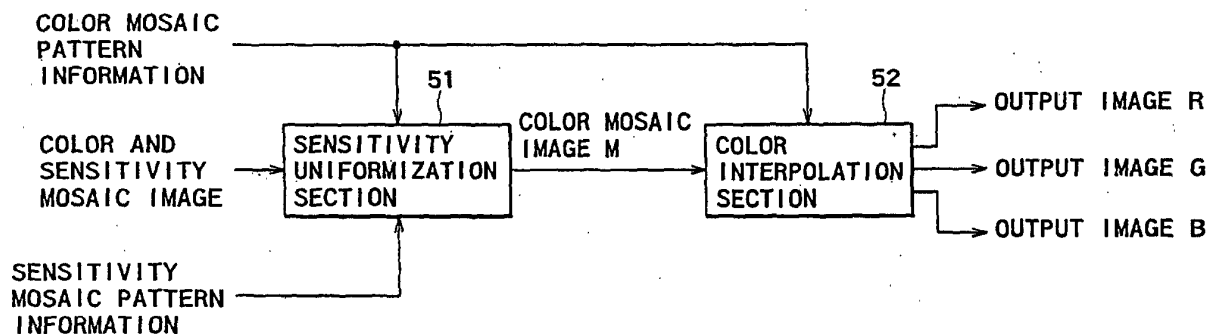 COLOR MOSAIC
PATTERN
INFORMATION
51
52
OUTPUT IMAGE R
COLOR AND
SENSITIVITY
MOSAIC IMAGE
SENSITIVITY
UNIFORMIZATION
SECTION
COLOR MOSAIC
IMAGE M
COLOR
INTERPOLATION
SECTION
OUTPUT IMAGE G
OUTPUT IMAGE B
SENSITIVITY
MOSAIC PATTERN
INFORMATION